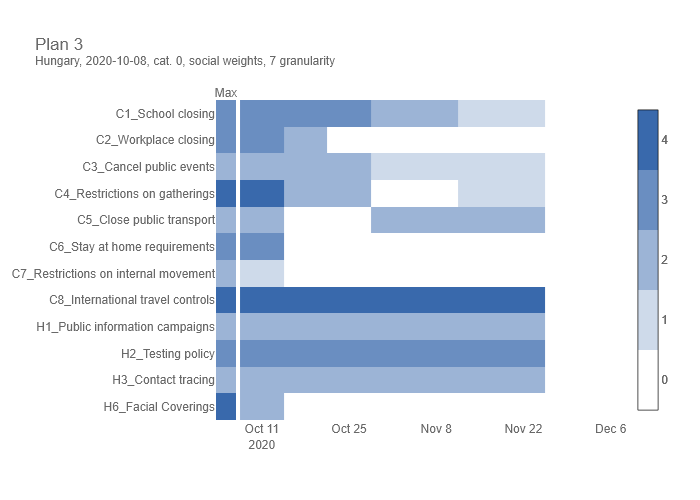 Plan 3
Hungary, 2020-10-08, cat. 0, social weights, 7 granularity
Max
C1_School closing
C2_Workplace closing
C3_Cancel public events
C4_Restrictions on gatherings
C5_Close public transport
C6_Stay at home requirements
C7_Restrictions on internal movement
C8_International travel controls
H1_Public information campaigns
H2_Testing policy
H3_Contact tracing
H6_Facial Coverings
Oct 11 Oct 25 Nov 8 Nov 22 Dec 6
2020
4
3
2
1
0